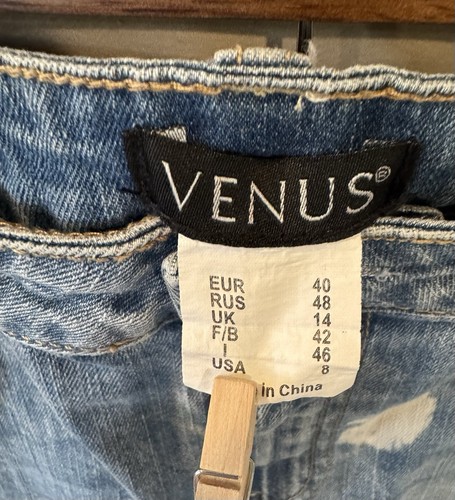 VENUS®
EUR 40
RUS 48
UK 14
F/B 42
I 46
USA 8
in China